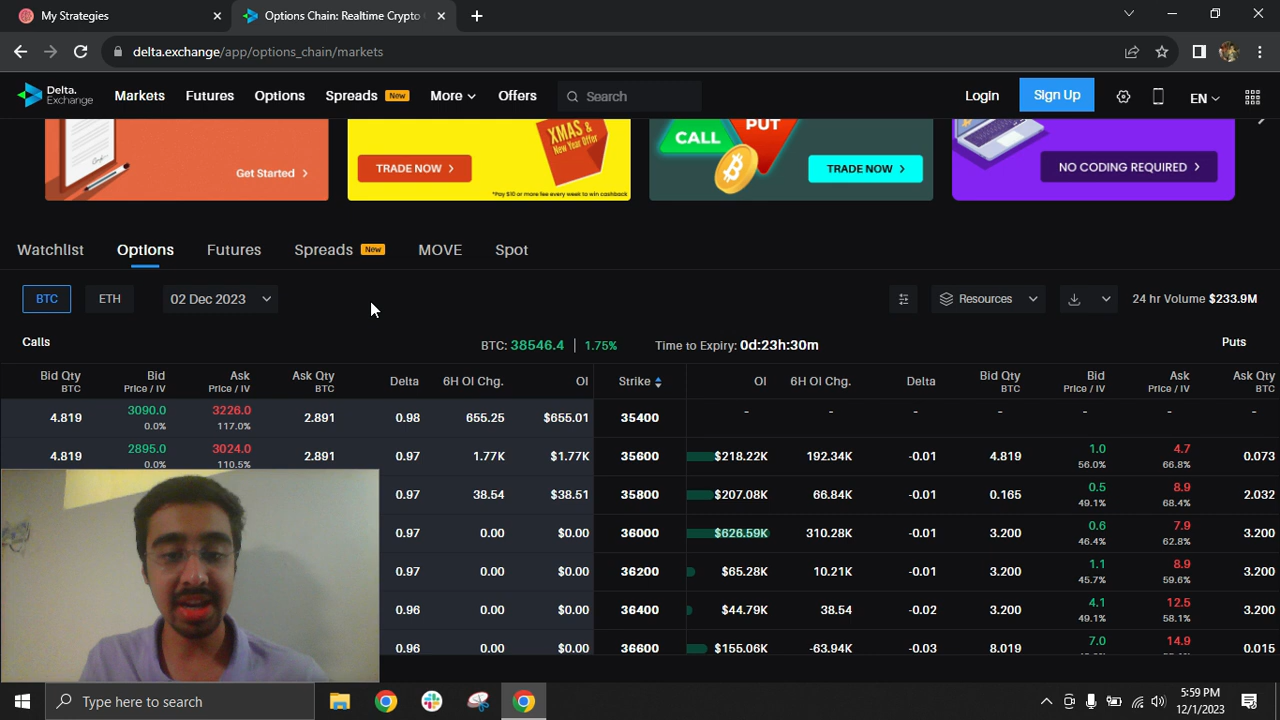 My Strategies
Options Chain: Realtime Crypto
delta.exchange/app/options_chain/markets
Delta.
Exchange
Markets Futures Options Spreads New More Offers Search Login Sign Up EN
Get Started >
TRADE NOW >
XMAS &
New Year Offer
*Pay $10 or more fee every week to win cashback
CALL
PUT
TRADE NOW >
NO CODING REQUIRED >
Watchlist Options Futures Spreads New MOVE Spot
BTC ETH 02 Dec 2023 Resources 24 hr Volume $233.9M
Calls BTC: 38546.4 | 1.75% Time to Expiry: 0d:23h:30m Puts
Bid Qty Bid Ask Ask Qty Delta 6H OI Chg. OI Strike OI 6H OI Chg. Delta Bid Qty Bid Ask Ask Qty
BTC Price / IV Price / IV BTC BTC Price / IV Price / IV BTC
4.819 3090.0 3226.0 2.891 0.98 655.25 $655.01 35400 - - - - - - -
0.0% 117.0%
4.819 2895.0 3024.0 2.891 0.97 1.77K $1.77K 35600 $218.22K 192.34K -0.01 4.819 1.0 4.7 0.073
0.0% 110.5% 56.0% 66.8%
0.97 38.54 $38.51 35800 $207.08K 66.84K -0.01 0.165 0.5 8.9 2.032
49.1% 68.4%
0.97 0.00 $0.00 36000 $626.59K 310.28K -0.01 3.200 0.6 7.9 3.200
46.4% 62.8%
0.97 0.00 $0.00 36200 $65.28K 10.21K -0.01 3.200 1.1 8.9 3.200
45.7% 59.6%
0.96 0.00 $0.00 36400 $44.79K 38.54 -0.02 3.200 4.1 12.5 3.200
49.1% 58.1%
0.96 0.00 $0.00 36600 $155.06K -63.94K -0.03 8.019 7.0 14.9 0.015
Type here to search
5:59 PM
12/1/2023